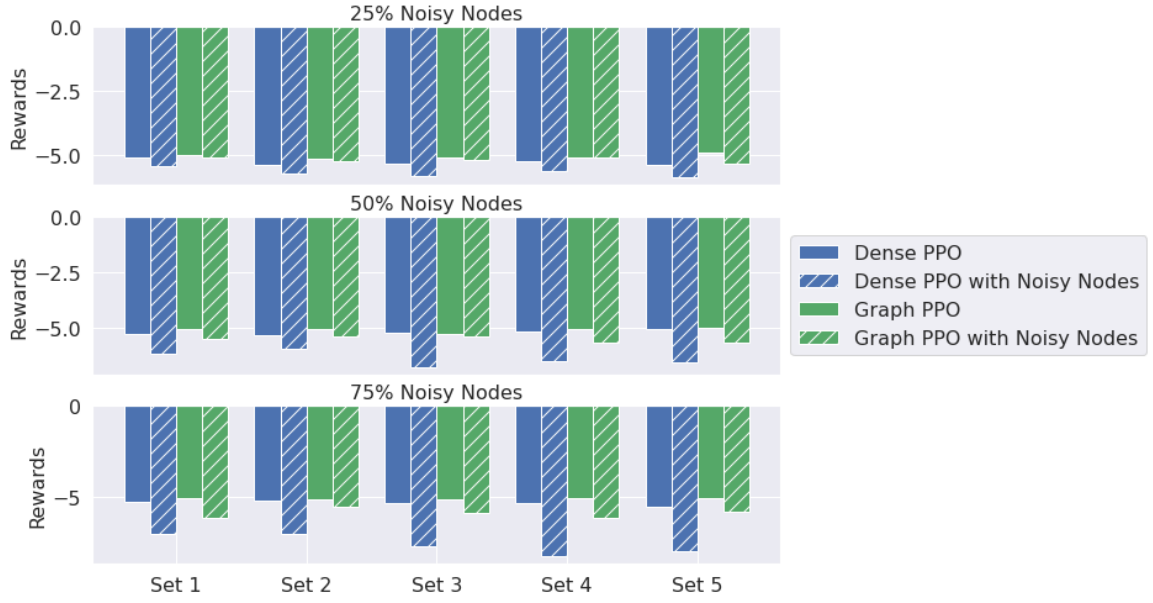 25% Noisy Nodes
0.0
−2.5
−5.0
Rewards
50% Noisy Nodes
0.0
−2.5
−5.0
Rewards
Dense PPO
Dense PPO with Noisy Nodes
Graph PPO
Graph PPO with Noisy Nodes
75% Noisy Nodes
0
−5
Rewards
Set 1 Set 2 Set 3 Set 4 Set 5